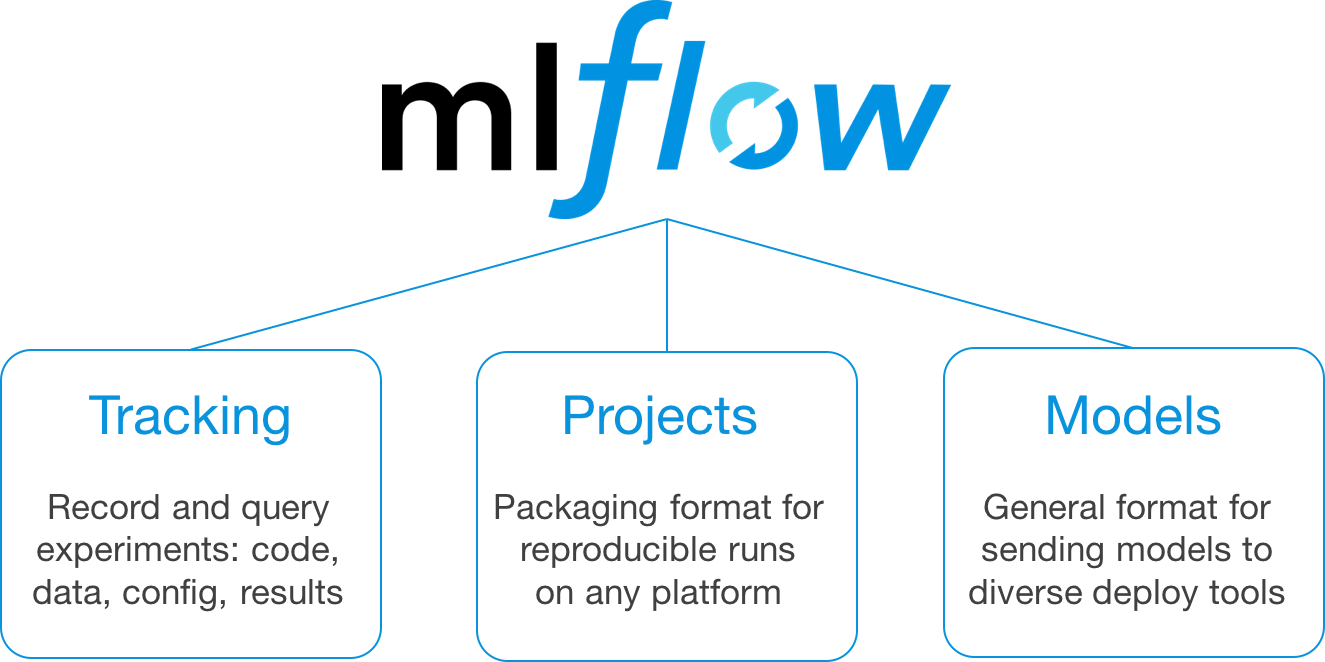 mlflow
Tracking
Record and query
experiments: code,
data, config, results
Projects
Packaging format for
reproducible runs
on any platform
Models
General format for
sending models to
diverse deploy tools